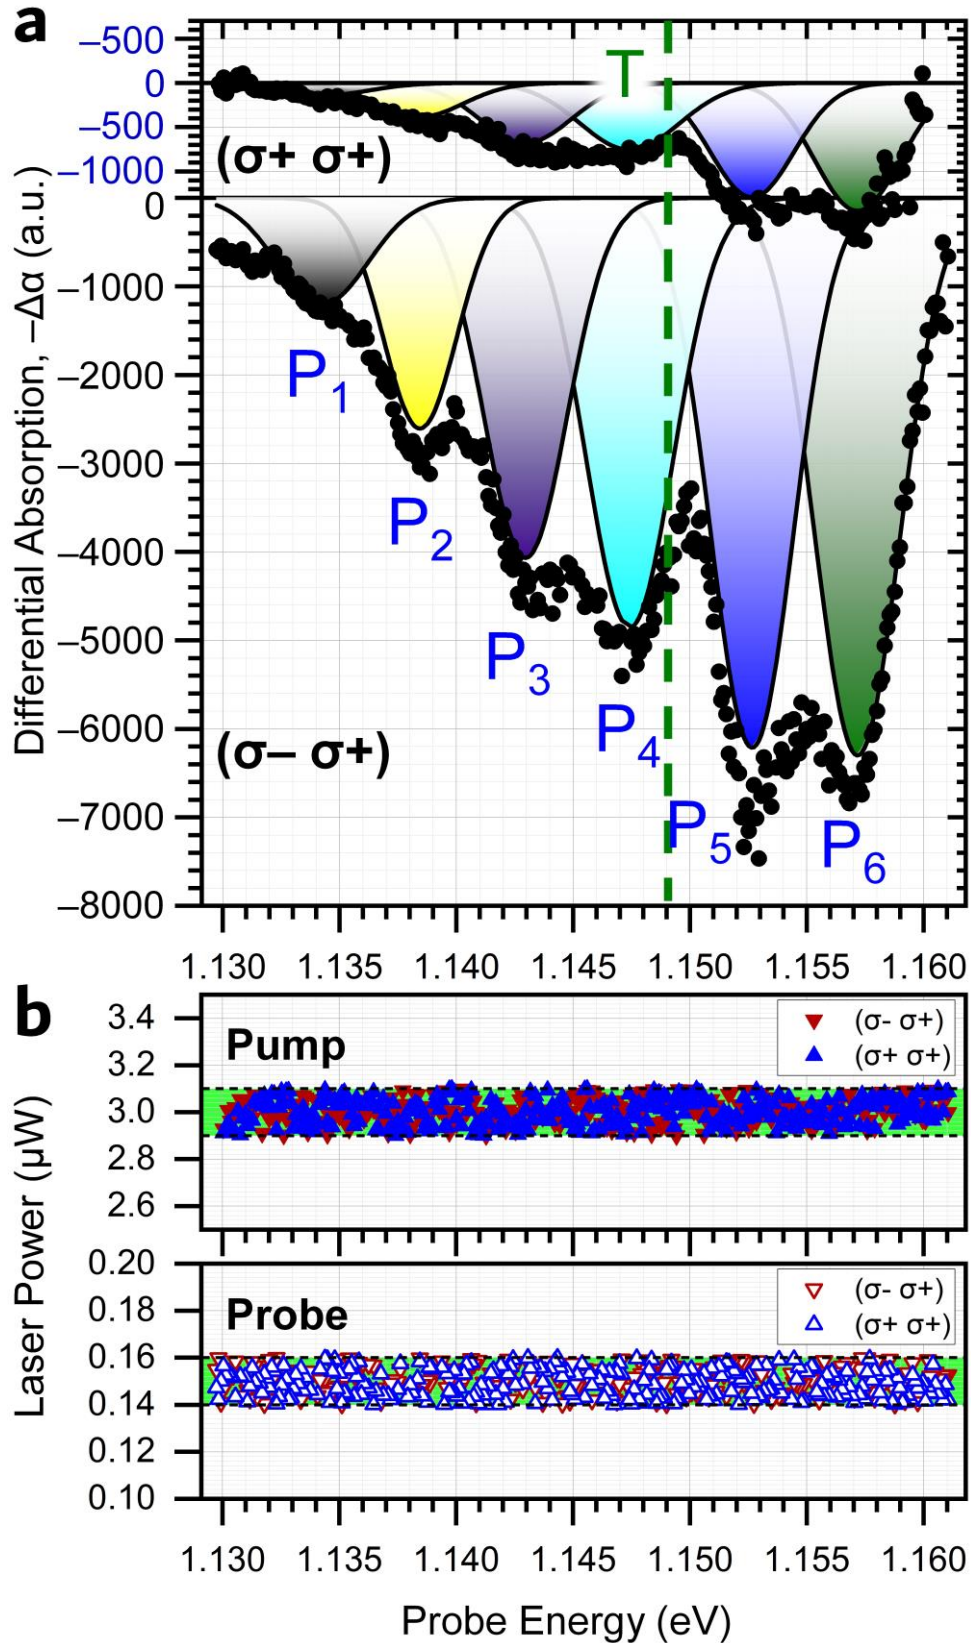 a
−500
0
−500
−1000
T
(σ+ σ+)
0
−1000
−2000
−3000
−4000
−5000
−6000
−7000
−8000
Differential Absorption, −Δα (a.u.)
P1
P2
P3
P4
P5
P6
(σ− σ+)
1.130 1.135 1.140 1.145 1.150 1.155 1.160
b
Pump
(σ- σ+)
(σ+ σ+)
3.4
3.2
3.0
2.8
2.6
Laser Power (µW)
Probe
(σ- σ+)
(σ+ σ+)
0.20
0.18
0.16
0.14
0.12
0.10
1.130 1.135 1.140 1.145 1.150 1.155 1.160
Probe Energy (eV)